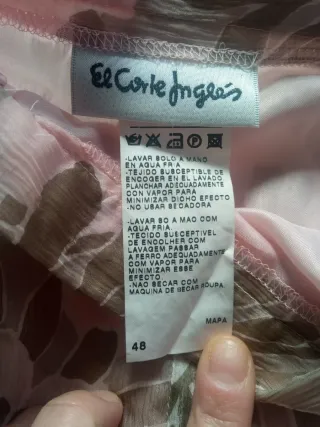 El Corte Inglés
-LAVAR SOLO A MANO
EN AGUA FRIA
-TEJIDO SUSCEPTIBLE DE
ENCOGER EN EL LAVADO
PLANCHAR ADECUADAMENTE
CON VAPOR PARA
MINIMIZAR DICHO EFECTO
-NO USAR SECADORA
-LAVAR SO A MAO COM
AGUA FRIA.
-TECIDO SUSCEPTIVEL
DE ENCOLHER COM
LAVAGEM PASSAR
A FERRO ADEQUADAMENTE
COM VAPOR PARA
MINIMIZAR ESSE
EFECTO.
-NAO SECAR COM
MAQUINA DE SECAR ROUPA.
MAPA
48